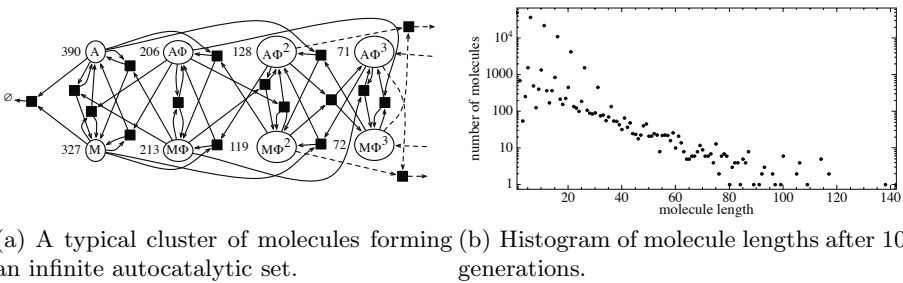 390 A 206 AΦ 128 AΦ² 71 AΦ³
∅
327 M 213 MΦ 119 MΦ² 72 MΦ³
number of molecules
10⁴
1000
100
10
1
20 40 60 80 100 120 140
molecule length
(a) A typical cluster of molecules forming
an infinite autocatalytic set.
(b) Histogram of molecule lengths after 10
generations.